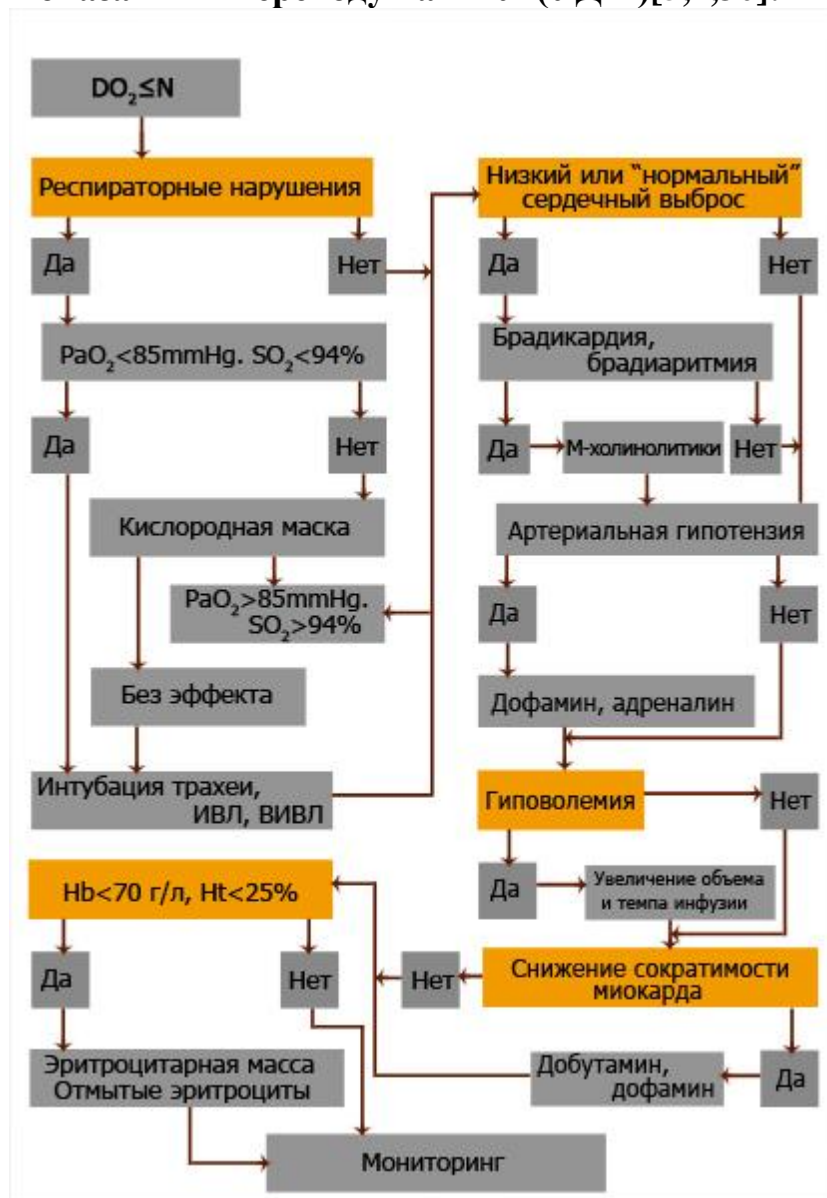 DO₂≤N
Респираторные нарушения
Да
Нет
PaO₂<85mmHg. SO₂<94%
Да
Нет
Кислородная маска
PaO₂>85mmHg.
SO₂>94%
Без эффекта
Интубация трахеи,
ИВЛ, ВИВЛ
Низкий или “нормальный”
сердечный выброс
Да
Нет
Брадикардия,
брадиаритмия
Да
М-холинолитики
Нет
Артериальная гипотензия
Да
Нет
Дофамин, адреналин
Гиповолемия
Нет
Да
Увеличение объема
и темпа инфузии
Снижение сократимости
миокарда
Нет
Да
Добутамин,
дофамин
Hb<70 г/л, Ht<25%
Да
Нет
Эритроцитарная масса
Отмытые эритроциты
Мониторинг